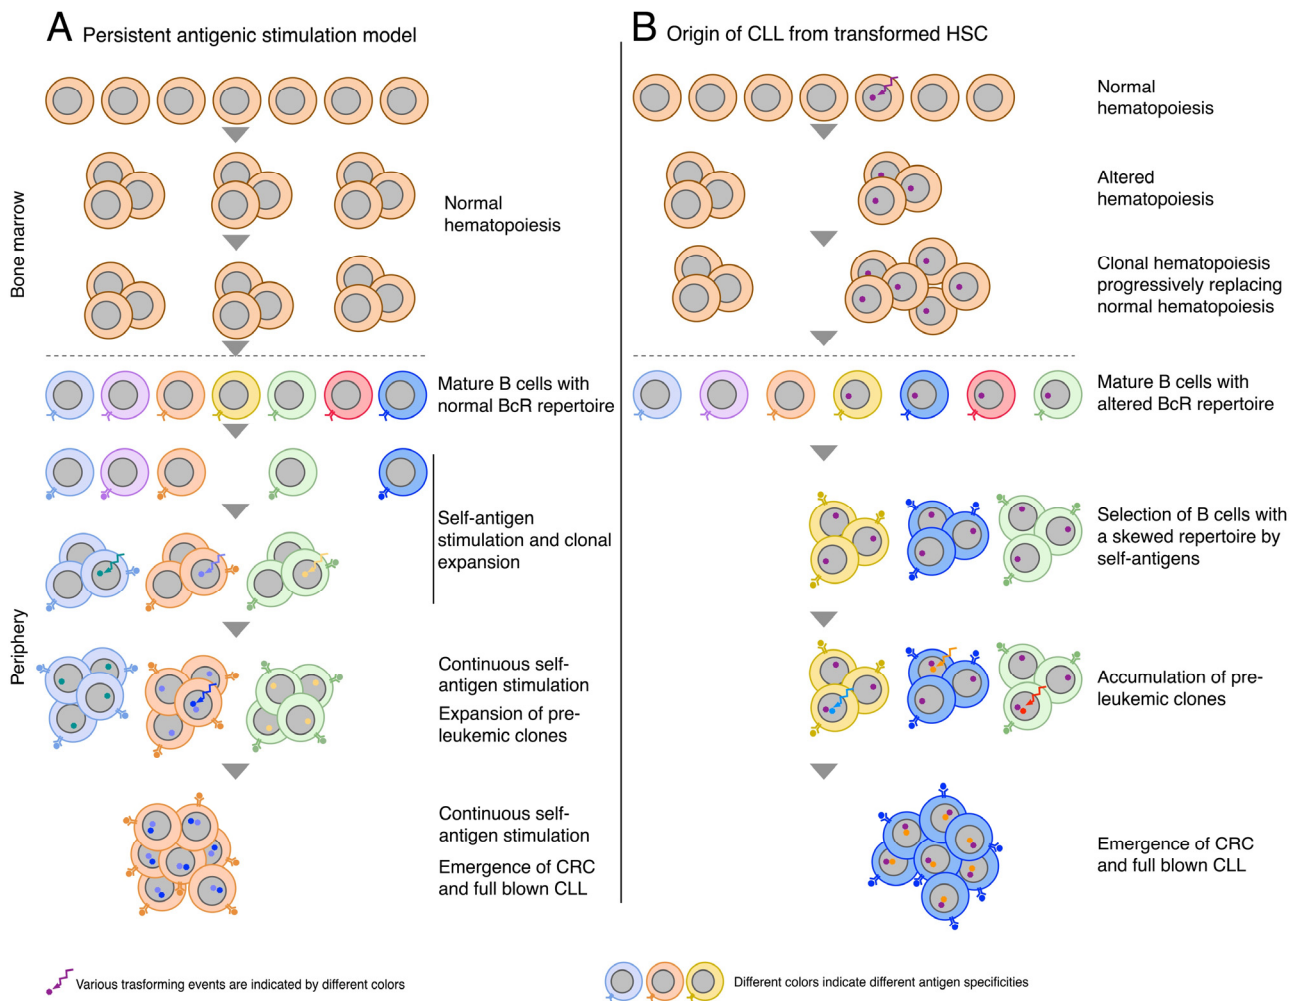 A Persistent antigenic stimulation model
B Origin of CLL from transformed HSC
Bone marrow
Periphery
Normal
hematopoiesis
Mature B cells with
normal BcR repertoire
Self-antigen
stimulation and clonal
expansion
Continuous self-
antigen stimulation
Expansion of pre-
leukemic clones
Continuous self-
antigen stimulation
Emergence of CRC
and full blown CLL
Normal
hematopoiesis
Altered
hematopoiesis
Clonal hematopoiesis
progressively replacing
normal hematopoiesis
Mature B cells with
altered BcR repertoire
Selection of B cells with
a skewed repertoire by
self-antigens
Accumulation of pre-
leukemic clones
Emergence of CRC
and full blown CLL
Various trasforming events are indicated by different colors
Different colors indicate different antigen specificities